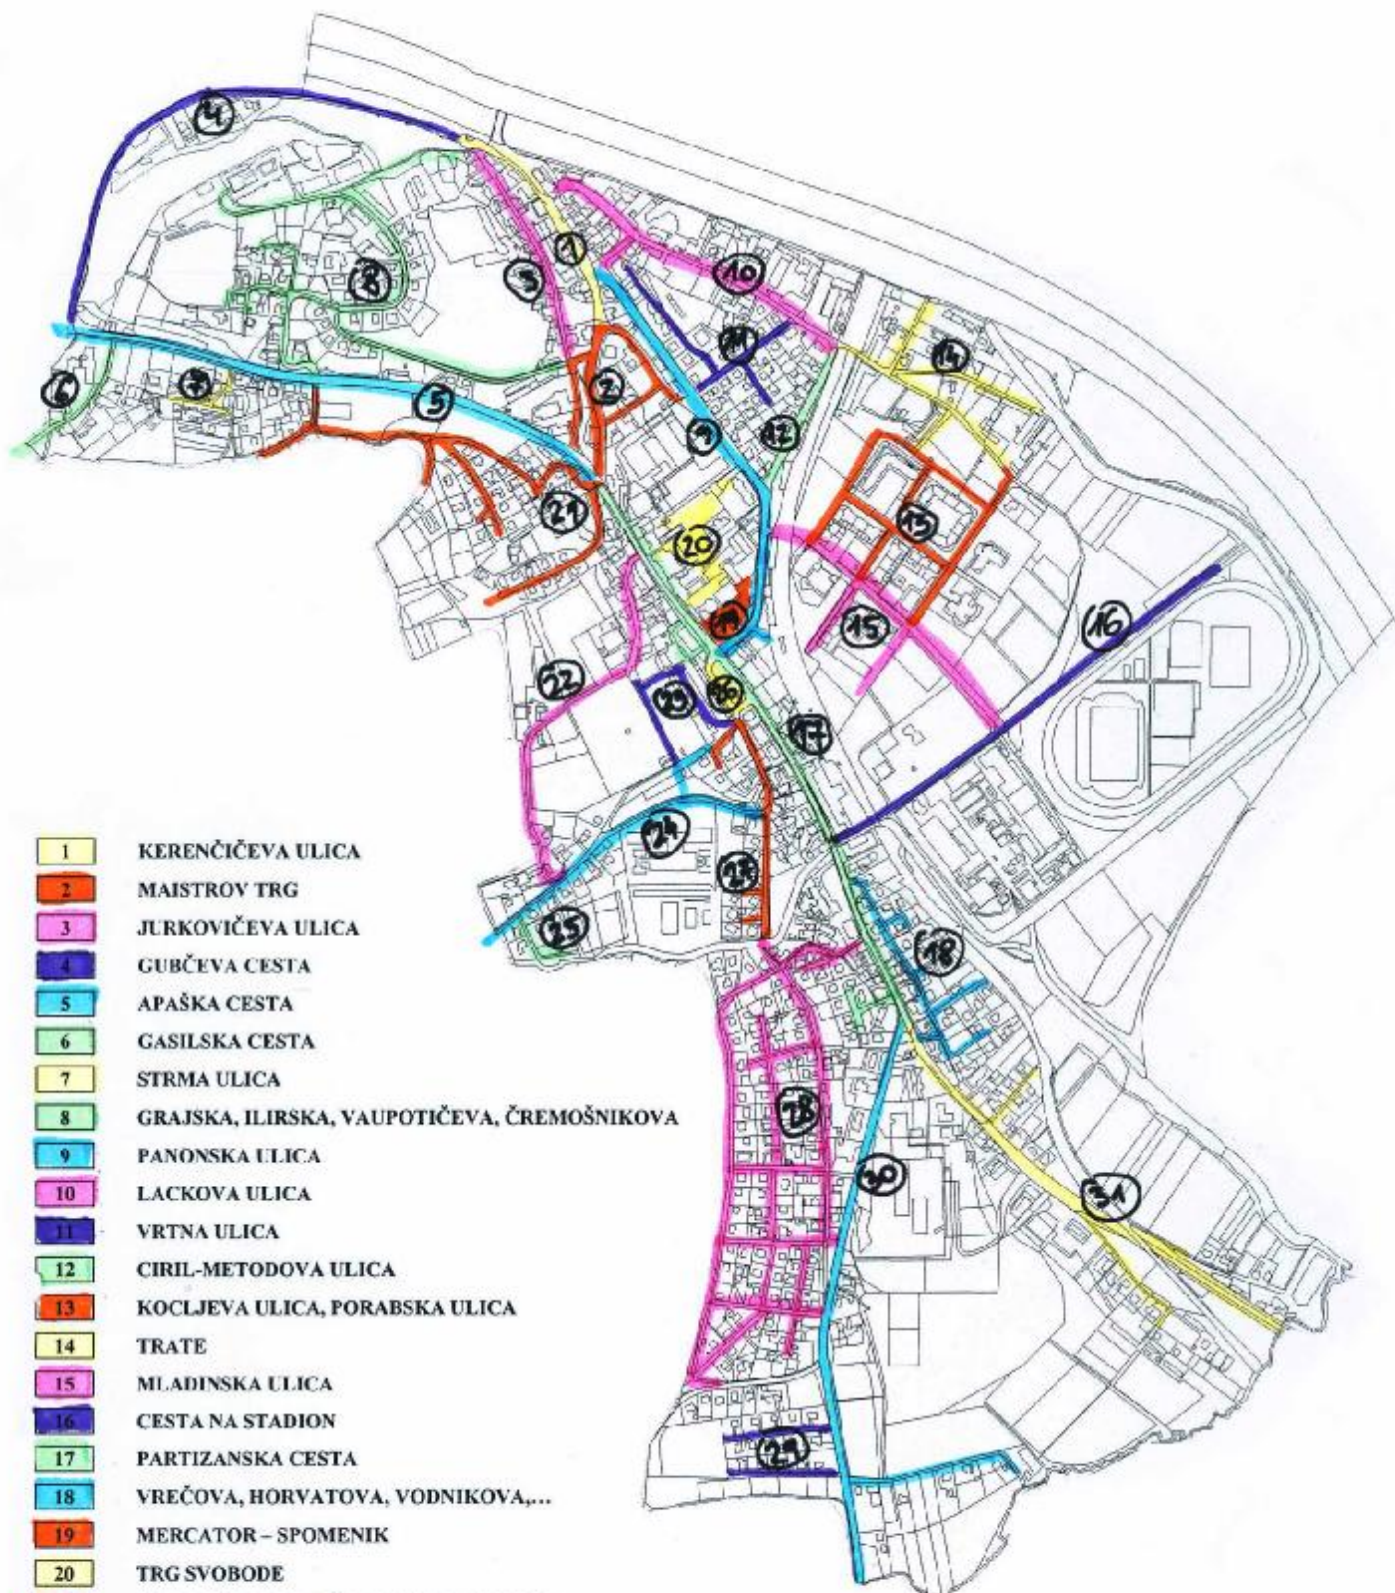 4
1
3
8
10
11
14
6
7
5
2
9
12
21
13
20
19
15
16
22
23
26
17
24
27
25
18
28
30
31
29
1 KERENČIČEVA ULICA
2 MAISTROV TRG
3 JURKOVIČEVA ULICA
4 GUBČEVA CESTA
5 APAŠKA CESTA
6 GASILSKA CESTA
7 STRMA ULICA
8 GRAJSKA, ILIRSKA, VAUPOTIČEVA, ČREMOŠNIKOVA
9 PANONSKA ULICA
10 LACKOVA ULICA
11 VRTNA ULICA
12 CIRIL-METODOVA ULICA
13 KOCLJEVA ULICA, PORABSKA ULICA
14 TRATE
15 MLADINSKA ULICA
16 CESTA NA STADION
17 PARTIZANSKA CESTA
18 VREČOVA, HORVATOVA, VODNIKOVA,...
19 MERCATOR – SPOMENIK
20 TRG SVOBODE